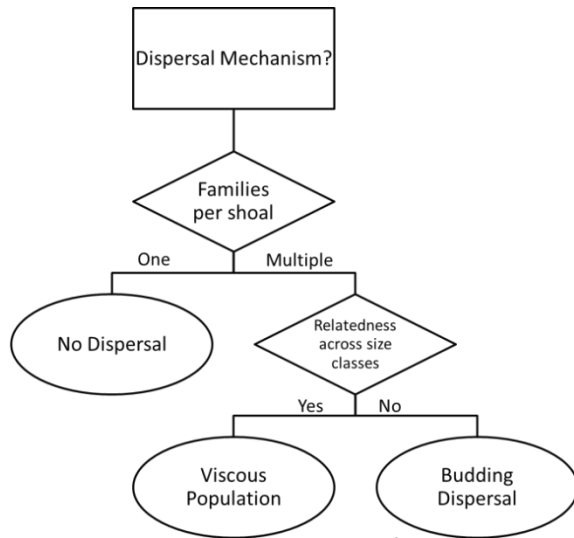 Dispersal Mechanism?
Families
per shoal
One
Multiple
No Dispersal
Relatedness
across size
classes
Yes
No
Viscous
Population
Budding
Dispersal